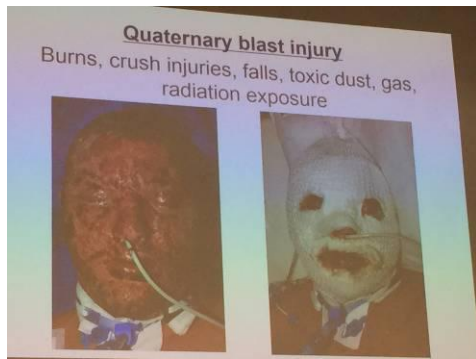 Quaternary blast injury
Burns, crush injuries, falls, toxic dust, gas,
radiation exposure